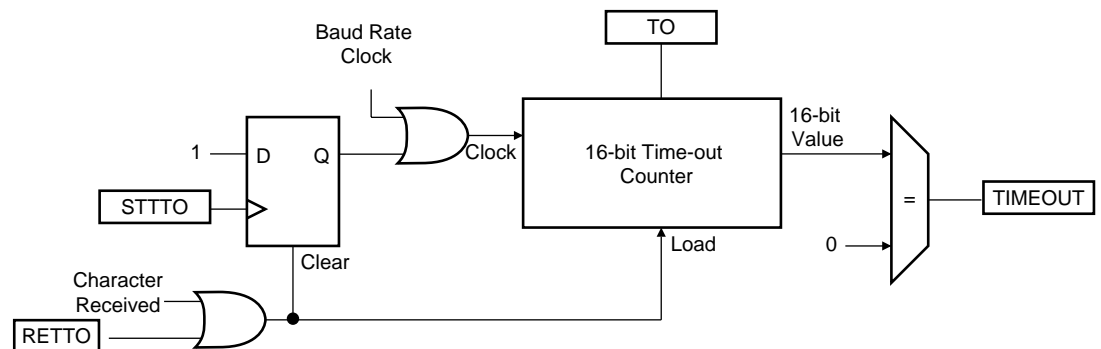 TO
Baud Rate
Clock
16-bit
Value
1
D
Q
Clock
16-bit Time-out
Counter
=
TIMEOUT
STTTO
0
Clear
Load
Character
Received
RETTO